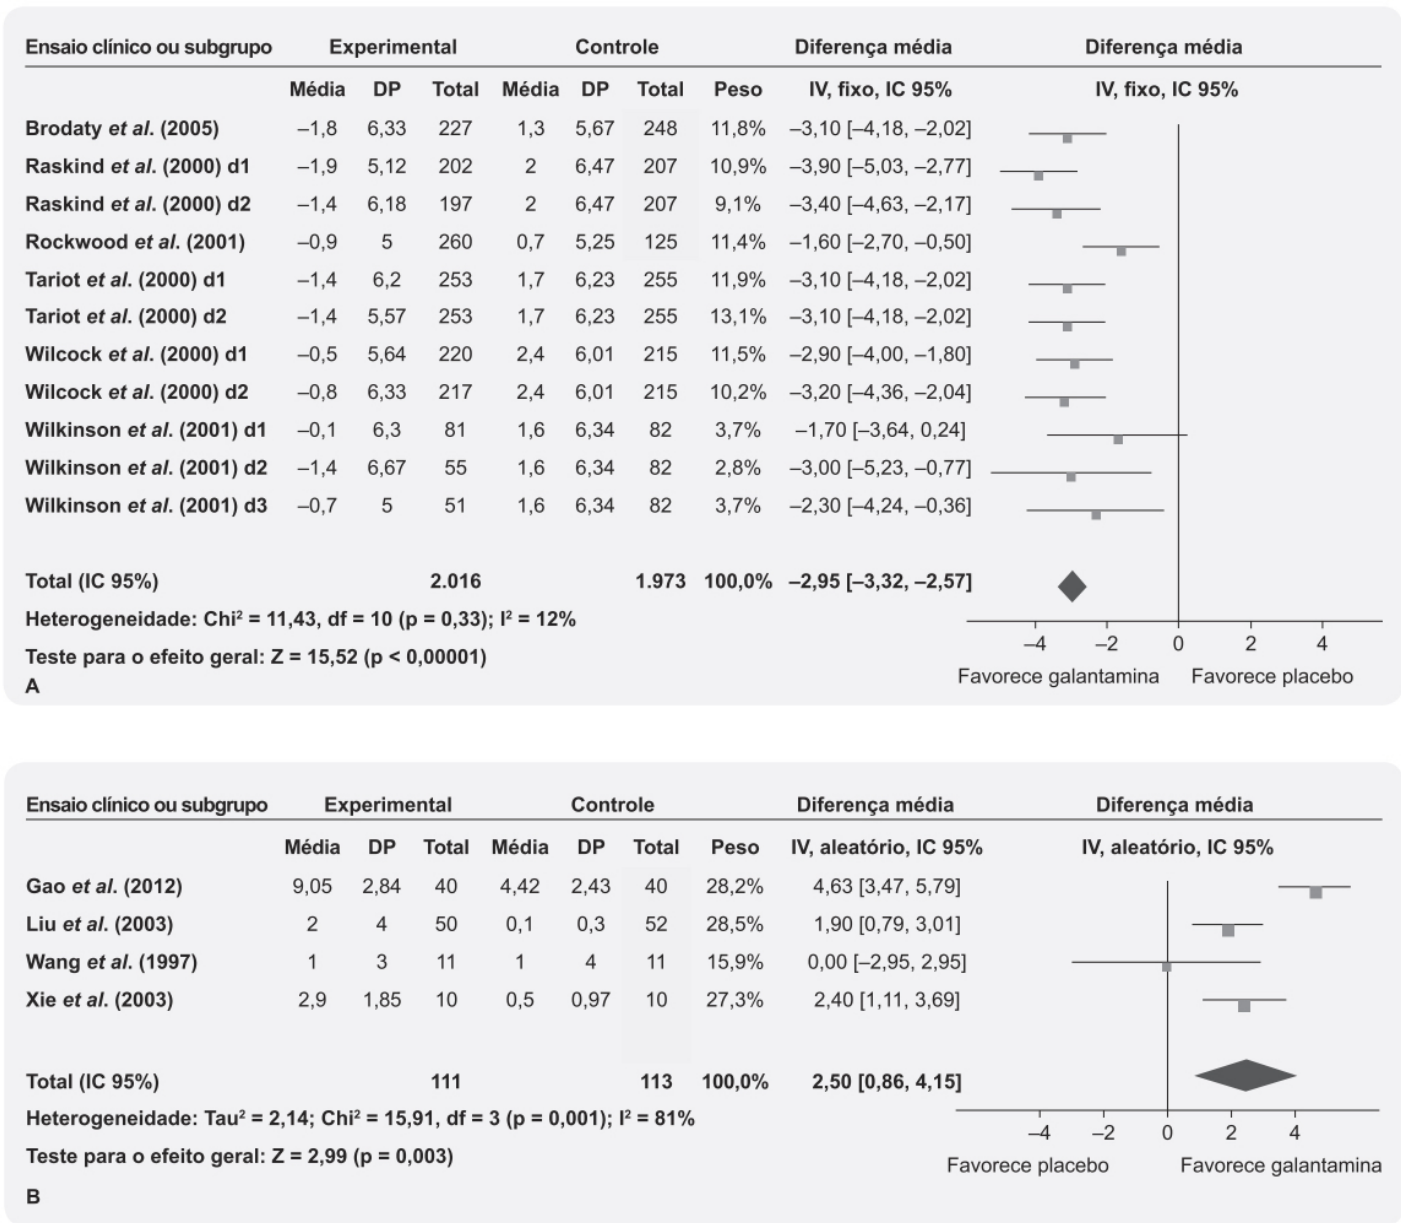 Ensaio clínico ou subgrupo Experimental Controle Diferença média Diferença média
Média DP Total Média DP Total Peso IV, fixo, IC 95% IV, fixo, IC 95%
Brodaty et al. (2005) –1,8 6,33 227 1,3 5,67 248 11,8% –3,10 [–4,18, –2,02]
Raskind et al. (2000) d1 –1,9 5,12 202 2 6,47 207 10,9% –3,90 [–5,03, –2,77]
Raskind et al. (2000) d2 –1,4 6,18 197 2 6,47 207 9,1% –3,40 [–4,63, –2,17]
Rockwood et al. (2001) –0,9 5 260 0,7 5,25 125 11,4% –1,60 [–2,70, –0,50]
Tariot et al. (2000) d1 –1,4 6,2 253 1,7 6,23 255 11,9% –3,10 [–4,18, –2,02]
Tariot et al. (2000) d2 –1,4 5,57 253 1,7 6,23 255 13,1% –3,10 [–4,18, –2,02]
Wilcock et al. (2000) d1 –0,5 5,64 220 2,4 6,01 215 11,5% –2,90 [–4,00, –1,80]
Wilcock et al. (2000) d2 –0,8 6,33 217 2,4 6,01 215 10,2% –3,20 [–4,36, –2,04]
Wilkinson et al. (2001) d1 –0,1 6,3 81 1,6 6,34 82 3,7% –1,70 [–3,64, 0,24]
Wilkinson et al. (2001) d2 –1,4 6,67 55 1,6 6,34 82 2,8% –3,00 [–5,23, –0,77]
Wilkinson et al. (2001) d3 –0,7 5 51 1,6 6,34 82 3,7% –2,30 [–4,24, –0,36]
Total (IC 95%) 2.016 1.973 100,0% –2,95 [–3,32, –2,57]
Heterogeneidade: Chi² = 11,43, df = 10 (p = 0,33); I² = 12%
Teste para o efeito geral: Z = 15,52 (p < 0,00001)
–4 –2 0 2 4
Favorece galantamina Favorece placebo
A
Ensaio clínico ou subgrupo Experimental Controle Diferença média Diferença média
Média DP Total Média DP Total Peso IV, aleatório, IC 95% IV, aleatório, IC 95%
Gao et al. (2012) 9,05 2,84 40 4,42 2,43 40 28,2% 4,63 [3,47, 5,79]
Liu et al. (2003) 2 4 50 0,1 0,3 52 28,5% 1,90 [0,79, 3,01]
Wang et al. (1997) 1 3 11 1 4 11 15,9% 0,00 [–2,95, 2,95]
Xie et al. (2003) 2,9 1,85 10 0,5 0,97 10 27,3% 2,40 [1,11, 3,69]
Total (IC 95%) 111 113 100,0% 2,50 [0,86, 4,15]
Heterogeneidade: Tau² = 2,14; Chi² = 15,91, df = 3 (p = 0,001); I² = 81%
–4 –2 0 2 4
Teste para o efeito geral: Z = 2,99 (p = 0,003)
Favorece placebo Favorece galantamina
B